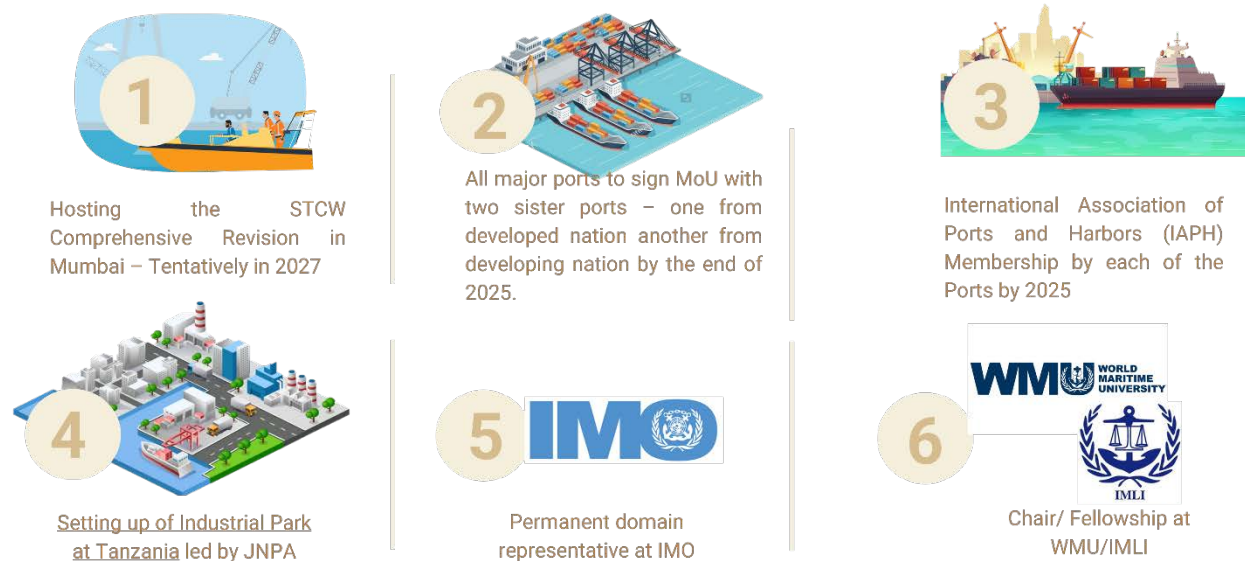 1
Hosting the STCW
Comprehensive Revision in
Mumbai – Tentatively in 2027
2
All major ports to sign MoU with
two sister ports – one from
developed nation another from
developing nation by the end of
2025.
3
International Association of
Ports and Harbors (IAPH)
Membership by each of the
Ports by 2025
4
Setting up of Industrial Park
at Tanzania led by JNPA
5
IMO
Permanent domain
representative at IMO
6
WMU WORLD
MARITIME
UNIVERSITY
IMLI
Chair/ Fellowship at
WMU/IMLI